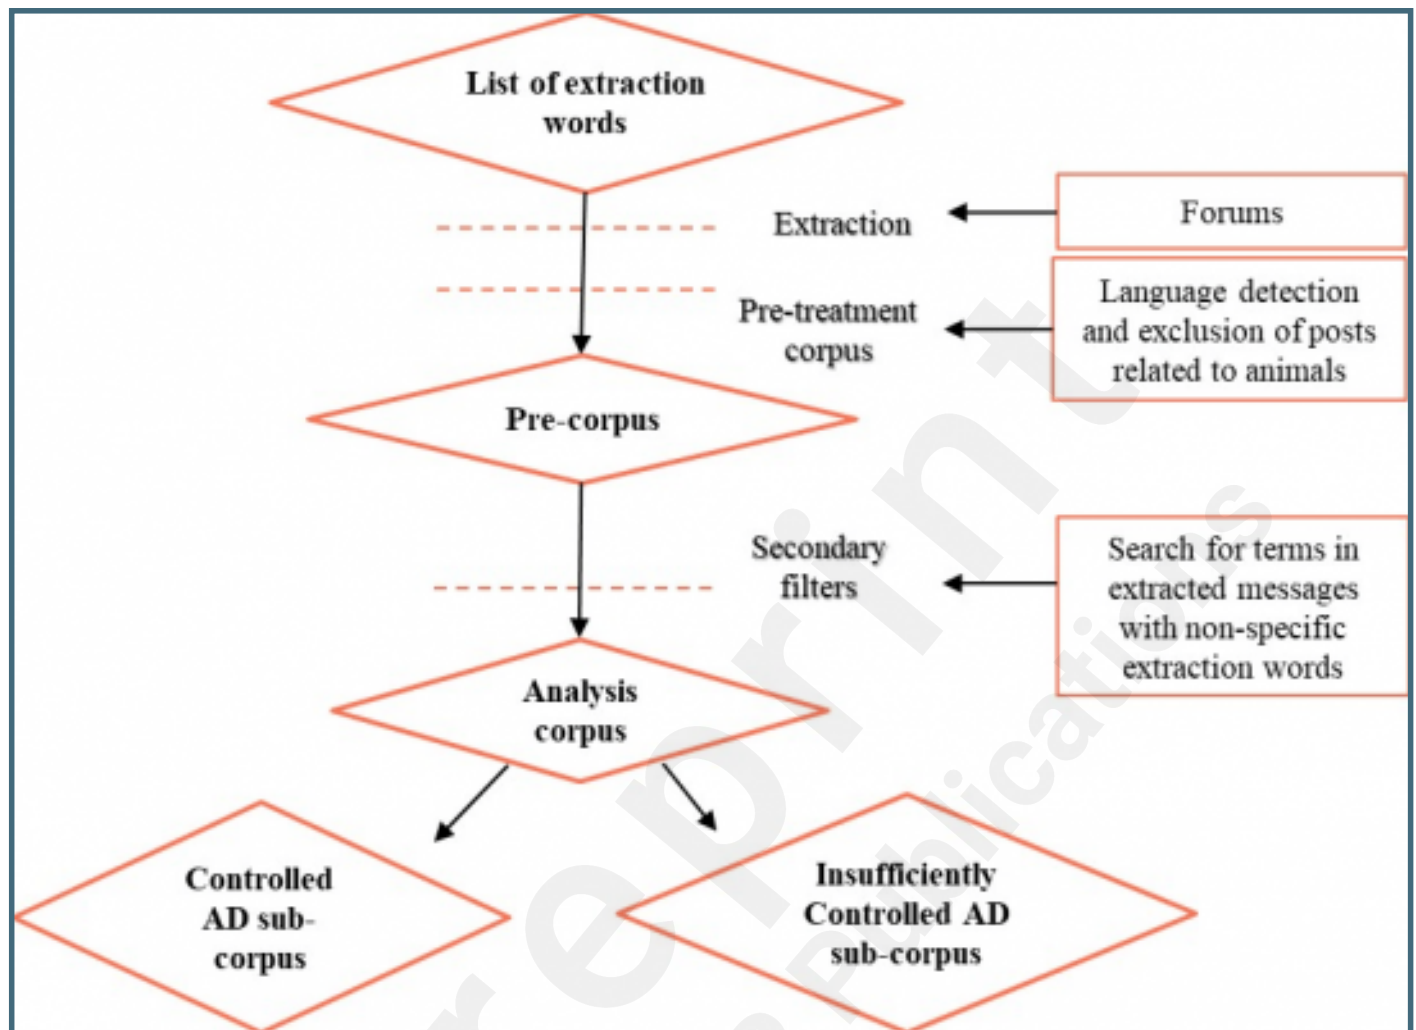 List of extraction
words
Extraction
Forums
Pre-treatment
corpus
Language detection
and exclusion of posts
related to animals
Pre-corpus
Secondary
filters
Search for terms in
extracted messages
with non-specific
extraction words
Analysis
corpus
Controlled
AD sub-
corpus
Insufficiently
Controlled AD
sub-corpus
eprint
Publications